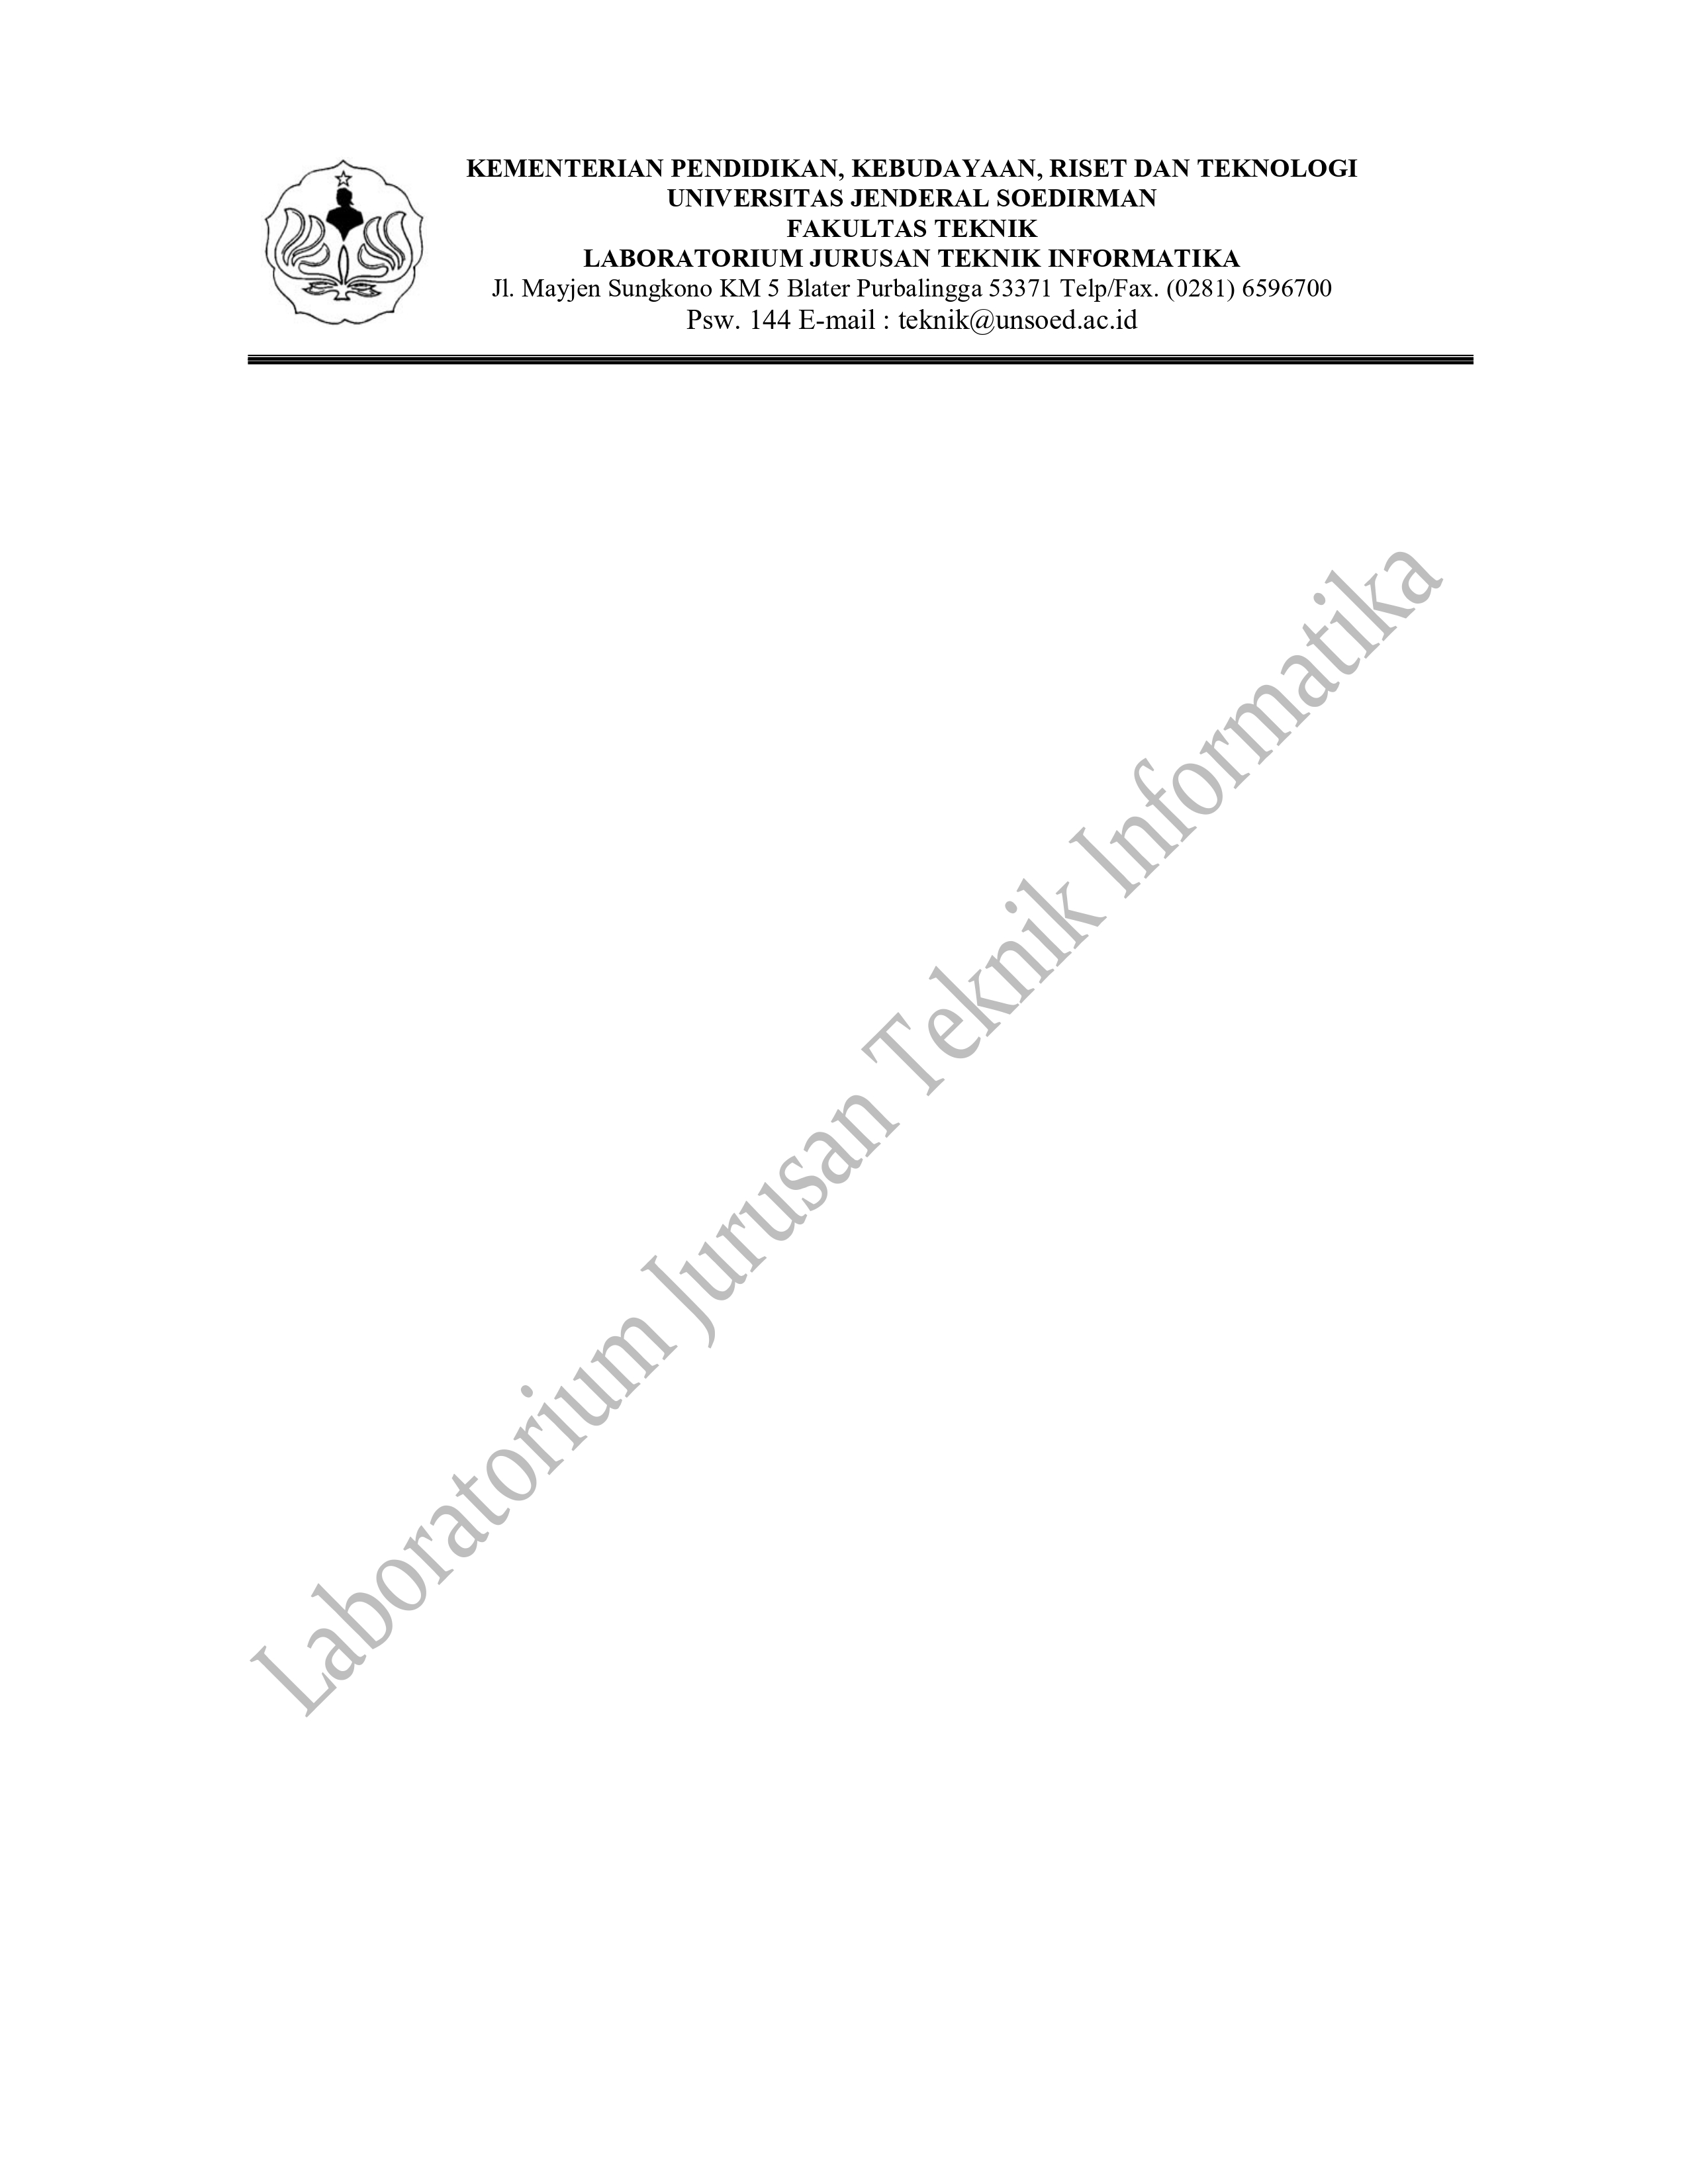 KEMENTERIAN PENDIDIKAN, KEBUDAYAAN, RISET DAN TEKNOLOGI
UNIVERSITAS JENDERAL SOEDIRMAN
FAKULTAS TEKNIK
LABORATORIUM JURUSAN TEKNIK INFORMATIKA
Jl. Mayjen Sungkono KM 5 Blater Purbalingga 53371 Telp/Fax. (0281) 6596700
Psw. 144 E-mail : teknik@unsoed.ac.id
Laboratorium Jurusan Teknik Informatika